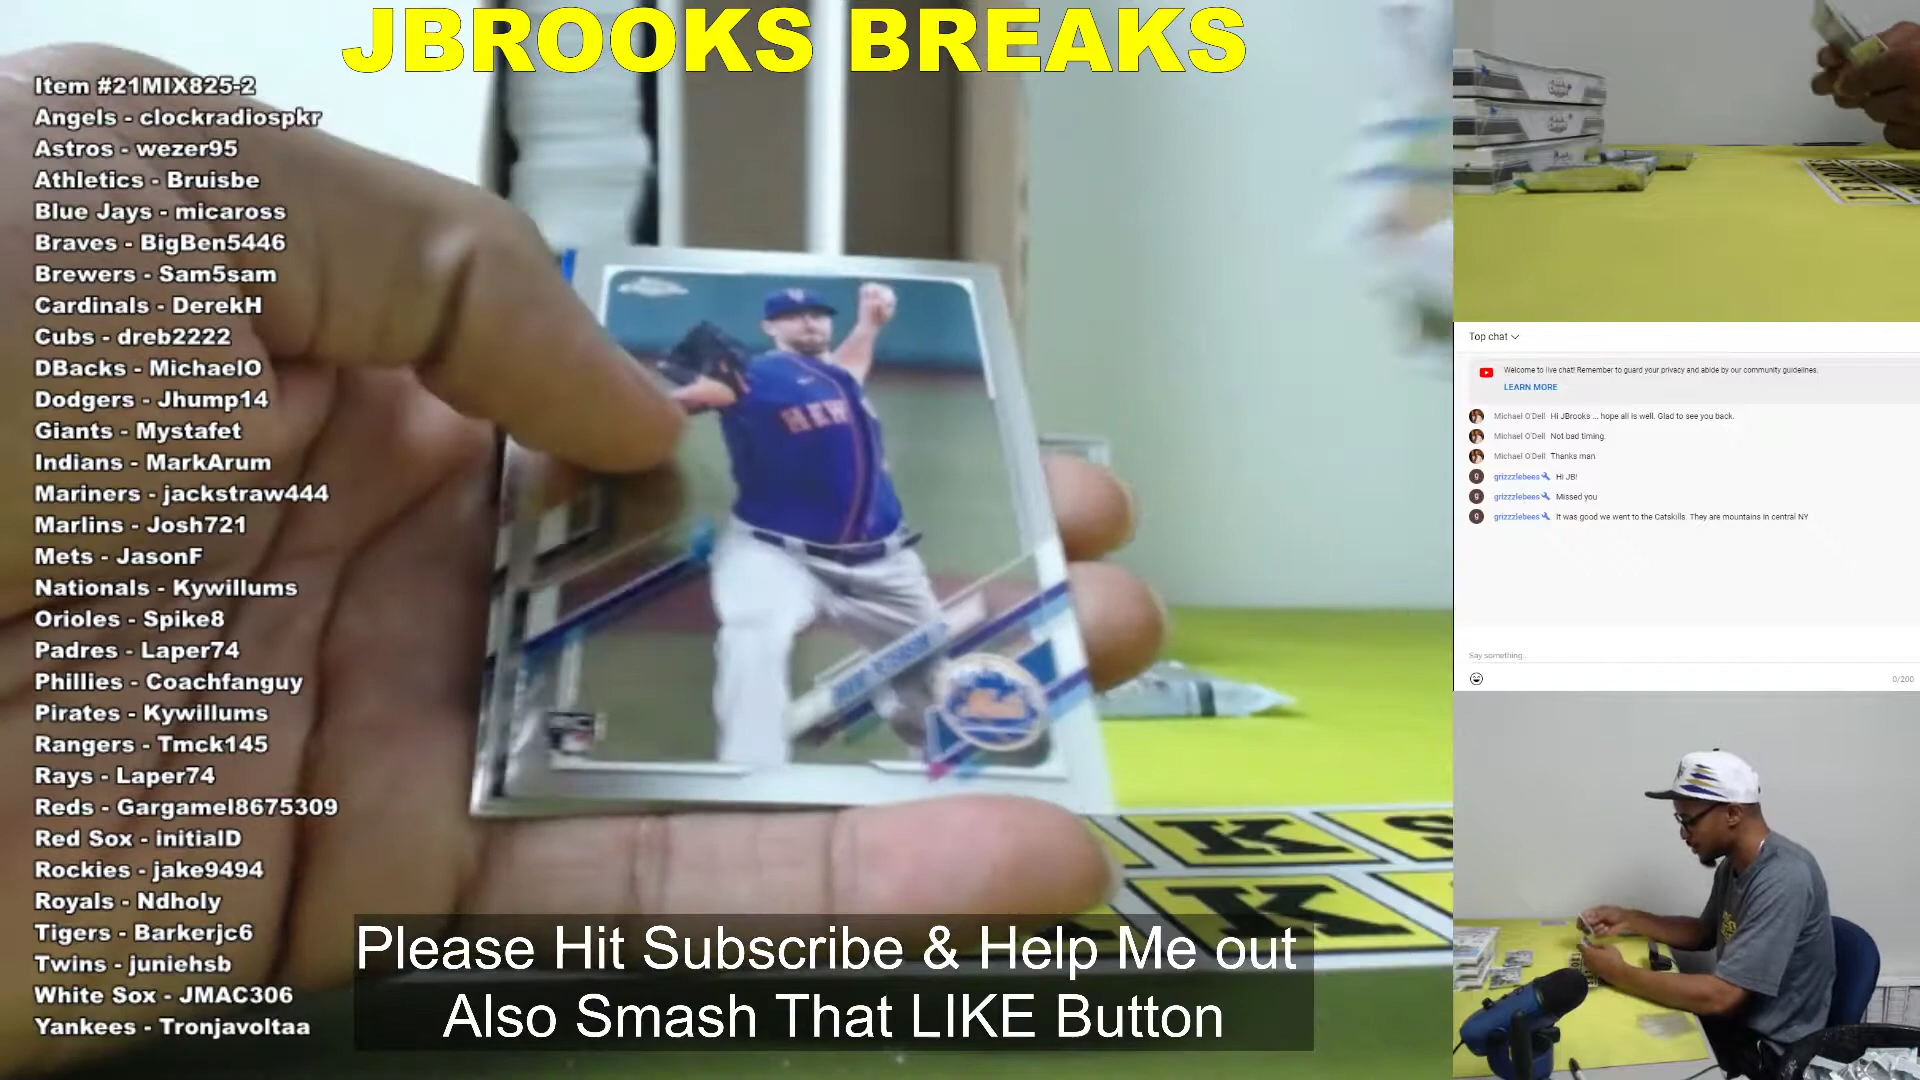 JBROOKS BREAKS
Item #21MIX825-2
Angels - clockradiospkr
Astros - wezer95
Athletics - Bruisbe
Blue Jays - micaross
Braves - BigBen5446
Brewers - Sam5sam
Cardinals - DerekH
Cubs - dreb2222
DBacks - MichaelO
Dodgers - Jhump14
Giants - Mystafet
Indians - MarkArum
Mariners - jackstraw444
Marlins - Josh721
Mets - JasonF
Nationals - Kywillums
Orioles - Spike8
Padres - Laper74
Phillies - Coachfanguy
Pirates - Kywillums
Rangers - Tmck145
Rays - Laper74
Reds - Gargamel8675309
Red Sox - initialD
Rockies - jake9494
Royals - Ndholy
Tigers - Barkerjc6
Twins - juniehsb
White Sox - JMAC306
Yankees - Tronjavoltaa
NEW
RC
K S
K
Please Hit Subscribe & Help Me out
Also Smash That LIKE Button
Top chat
Welcome to live chat! Remember to guard your privacy and abide by our community guidelines.
LEARN MORE
Michael O'Dell Hi JBrooks ... hope all is well. Glad to see you back.
Michael O'Dell Not bad timing.
Michael O'Dell Thanks man
g grizzzlebees Hi JB!
g grizzzlebees Missed you
g grizzzlebees It was good we went to the Catskills. They are mountains in central NY
Say something...
0/200